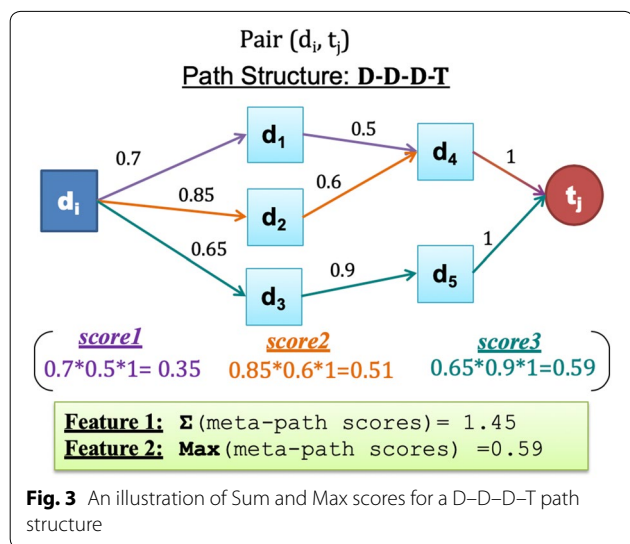 Pair (dᵢ, tⱼ)
Path Structure: D-D-D-T
0.7
d₁
0.5
d₄
1
dᵢ
0.85
d₂
0.6
tⱼ
0.65
d₃
0.9
d₅
1
score1 score2 score3
0.7*0.5*1= 0.35 0.85*0.6*1=0.51 0.65*0.9*1=0.59
Feature 1: Σ(meta-path scores)= 1.45
Feature 2: Max(meta-path scores) =0.59
Fig. 3 An illustration of Sum and Max scores for a D–D–D–T path
structure